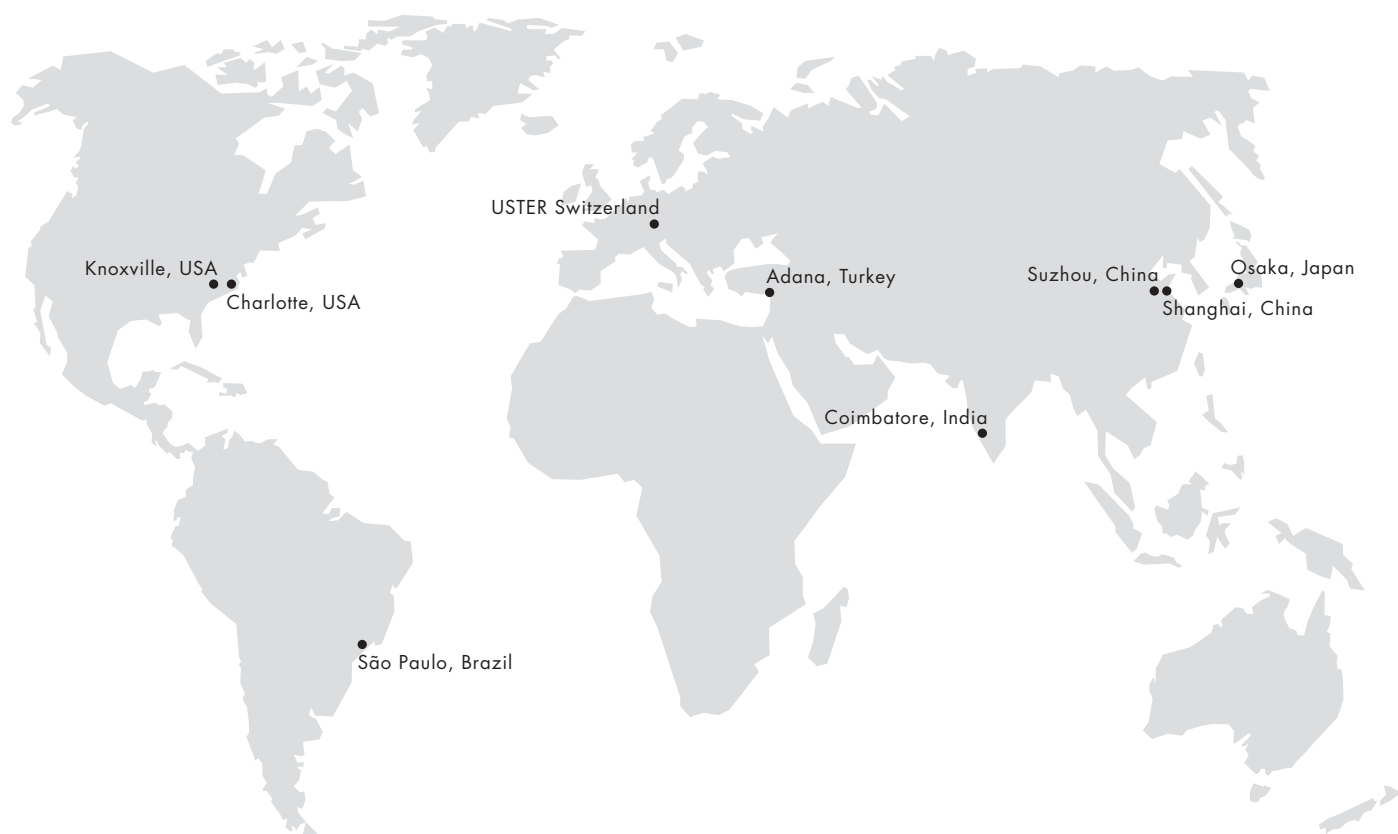 USTER Switzerland
Knoxville, USA
Charlotte, USA
Adana, Turkey
Suzhou, China
Osaka, Japan
Shanghai, China
Coimbatore, India
São Paulo, Brazil